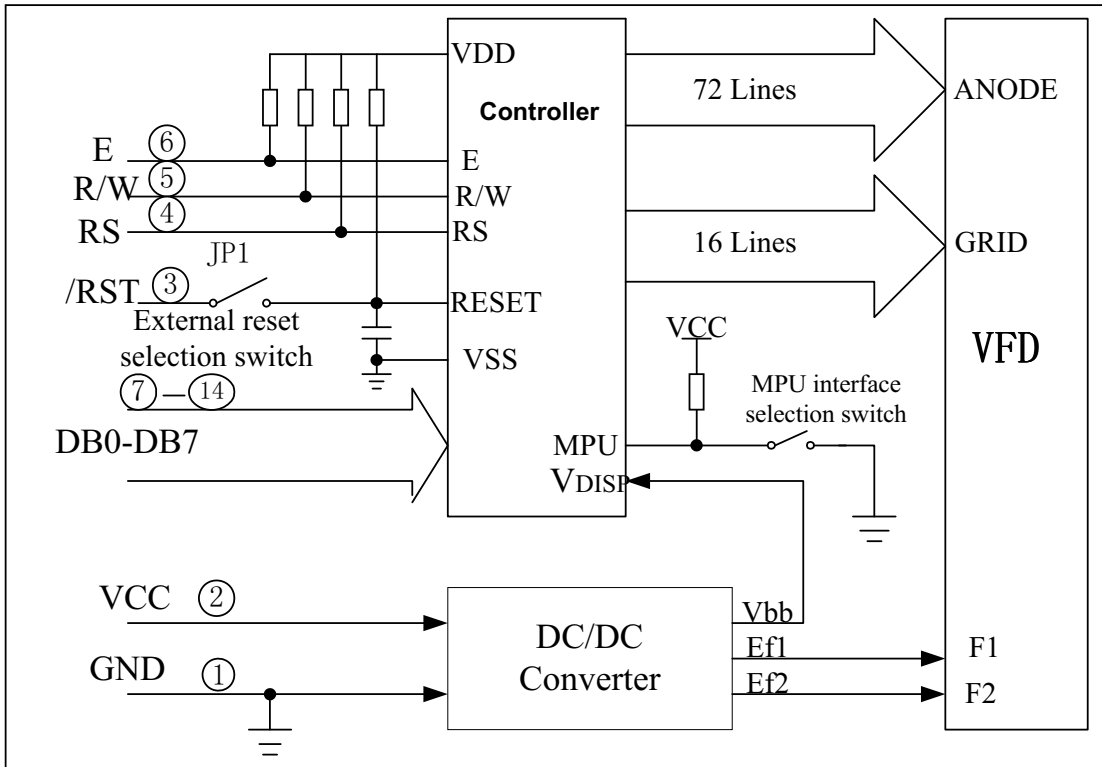 VDD
Controller
72 Lines
ANODE
E
6
E
R/W
5
R/W
RS
4
RS
16 Lines
GRID
JP1
/RST
3
RESET
External reset
selection switch
VSS
VCC
VFD
7 – 14
MPU interface
selection switch
DB0-DB7
MPU
VDISP
VCC
2
DC/DC
Converter
Vbb
Ef1
F1
GND
1
Ef2
F2